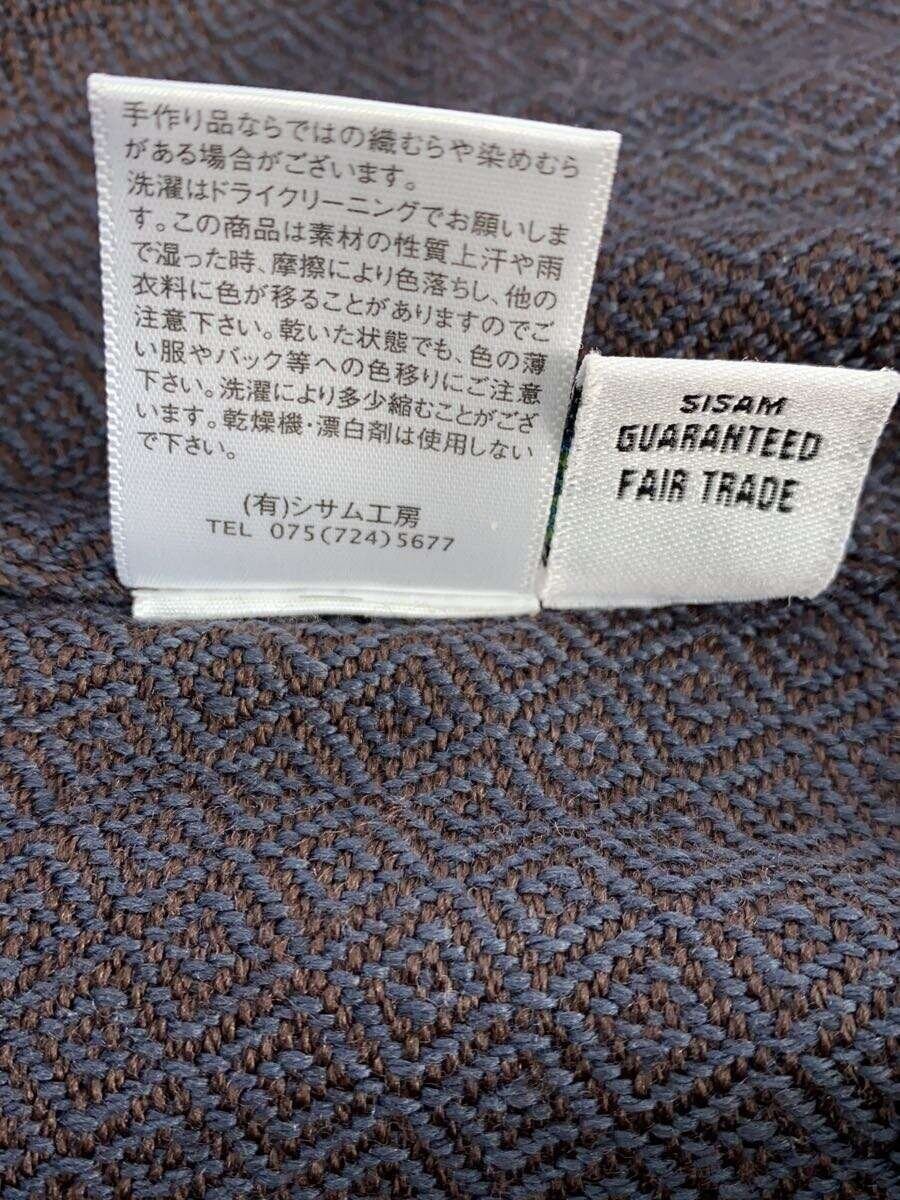 手作り品ならではの織むらや染めむら
がある場合がございます。
洗濯はドライクリーニングでお願いしま
す。この商品は素材の性質上汗や雨
で湿った時、摩擦により色落ちし、他の
衣料に色が移ることがありますのでご
注意下さい。乾いた状態でも、色の薄
い服やバック等への色移りにご注意
下さい。洗濯により多少縮むことがござ
います。乾燥機・漂白剤は使用しない
で下さい。
(有)シサム工房
TEL 075(724)5677
SISAM
GUARANTEED
FAIR TRADE